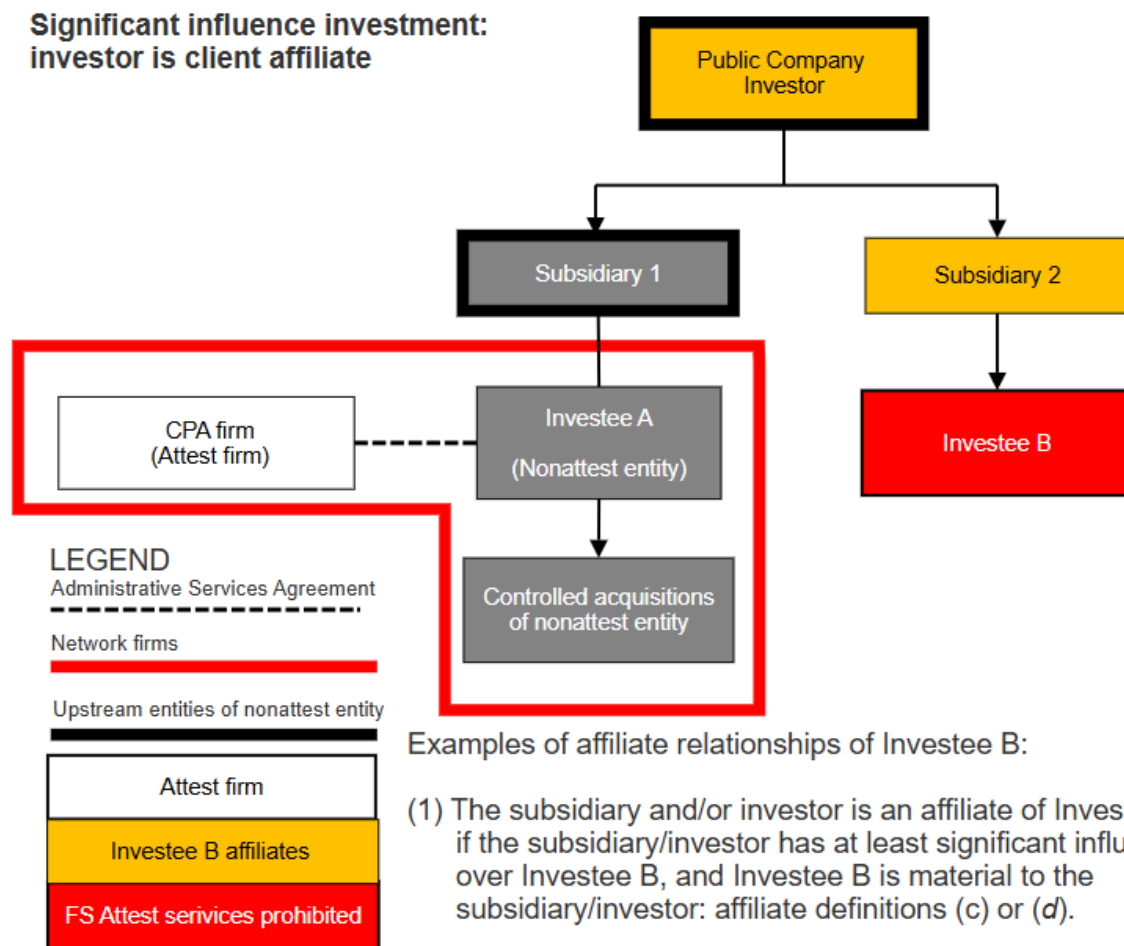 Significant influence investment:
investor is client affiliate
Public Company
Investor
Subsidiary 1
Subsidiary 2
CPA firm
(Attest firm)
Investee A
(Nonattest entity)
Investee B
Controlled acquisitions
of nonattest entity
LEGEND
Administrative Services Agreement
Network firms
Upstream entities of nonattest entity
Attest firm
Investee B affiliates
FS Attest serivices prohibited
Examples of affiliate relationships of Investee B:
(1) The subsidiary and/or investor is an affiliate of
if the subsidiary/investor has at least significant
over Investee B, and Investee B is material to the
subsidiary/investor: affiliate definitions (c) or (d).